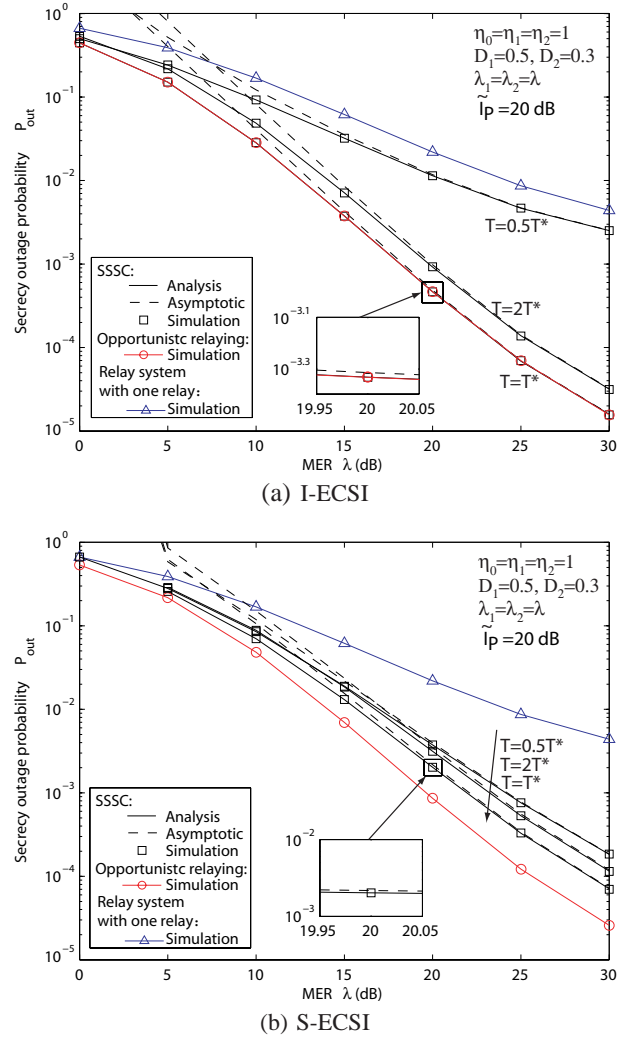 10^0
10^-1
10^-2
10^-3
10^-4
10^-5
Secrecy outage probability P_out
η₀=η₁=η₂=1
D₁=0.5, D₂=0.3
λ₁=λ₂=λ
Ĩ_P =20 dB
T=0.5T*
T=2T*
T=T*
SSSC:
Analysis
Asymptotic
Simulation
Opportunistc relaying:
Simulation
Relay system
with one relay:
Simulation
10^-3.1
10^-3.3
19.95 20 20.05
0 5 10 15 20 25 30
MER λ (dB)
(a) I-ECSI
10^0
10^-1
10^-2
10^-3
10^-4
10^-5
Secrecy outage probability P_out
η₀=η₁=η₂=1
D₁=0.5, D₂=0.3
λ₁=λ₂=λ
Ĩ_P =20 dB
T=0.5T*
T=2T*
T=T*
SSSC:
Analysis
Asymptotic
Simulation
Opportunistc relaying:
Simulation
Relay system
with one relay:
Simulation
10^-2
10^-3
19.95 20 20.05
0 5 10 15 20 25 30
MER λ (dB)
(b) S-ECSI